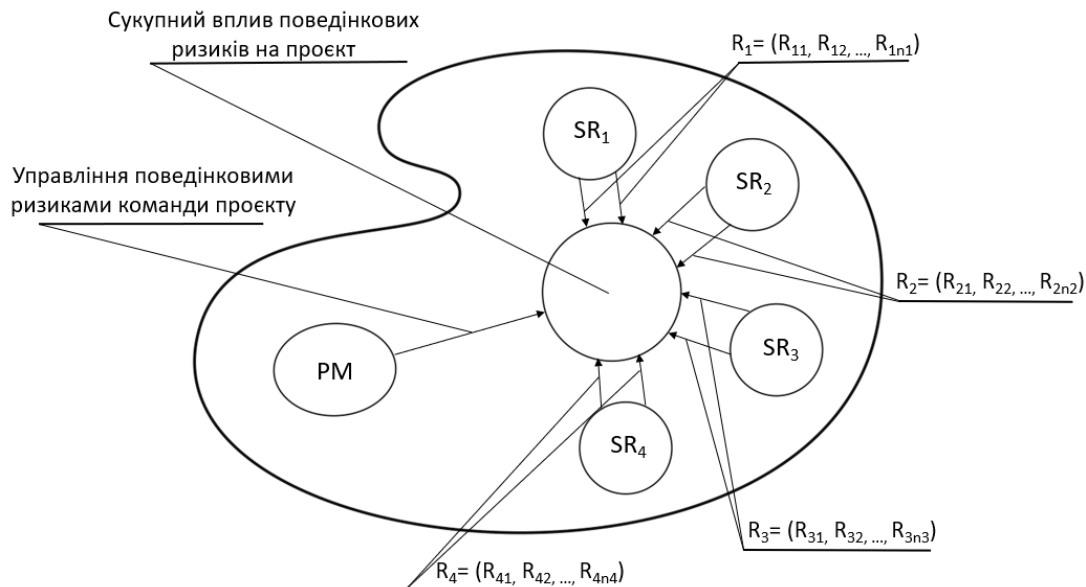 Сукупний вплив поведінкових
ризиків на проєкт
R₁= (R₁₁, R₁₂, ..., R₁ₙ₁)
SR₁
SR₂
Управління поведінковими
ризиками команди проєкту
R₂= (R₂₁, R₂₂, ..., R₂ₙ₂)
SR₃
PM
SR₄
R₃= (R₃₁, R₃₂, ..., R₃ₙ₃)
R₄= (R₄₁, R₄₂, ..., R₄ₙ₄)